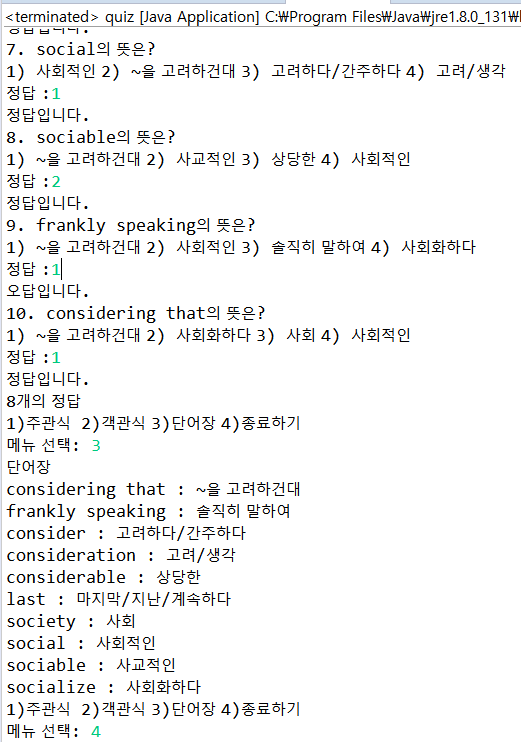 <terminated> quiz [Java Application] C:₩Program Files₩Java₩jre1.8.0_131₩
정답입니다.
7. social의 뜻은?
1) 사회적인 2) ~을 고려하건대 3) 고려하다/간주하다 4) 고려/생각
정답 :1
정답입니다.
8. sociable의 뜻은?
1) ~을 고려하건대 2) 사교적인 3) 상당한 4) 사회적인
정답 :2
정답입니다.
9. frankly speaking의 뜻은?
1) ~을 고려하건대 2) 사회적인 3) 솔직히 말하여 4) 사회화하다
정답 :1
오답입니다.
10. considering that의 뜻은?
1) ~을 고려하건대 2) 사회화하다 3) 사회 4) 사회적인
정답 :1
정답입니다.
8개의 정답
1)주관식 2)객관식 3)단어장 4)종료하기
메뉴 선택: 3
단어장
considering that : ~을 고려하건대
frankly speaking : 솔직히 말하여
consider : 고려하다/간주하다
consideration : 고려/생각
considerable : 상당한
last : 마지막/지난/계속하다
society : 사회
social : 사회적인
sociable : 사교적인
socialize : 사회화하다
1)주관식 2)객관식 3)단어장 4)종료하기
메뉴 선택: 4